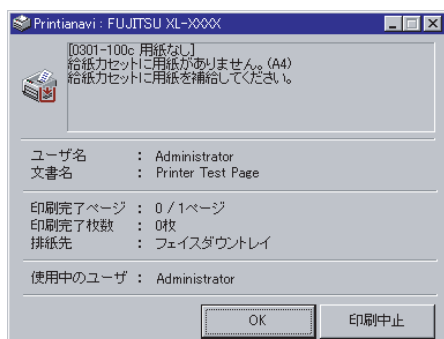 Printianavi : FUJITSU XL-XXXX
[0301-100c 用紙なし]
給紙カセットに用紙がありません。(A4)
給紙カセットに用紙を補給してください。
ユーザ名 : Administrator
文書名 : Printer Test Page
印刷完了ページ : 0 / 1ページ
印刷完了枚数 : 0枚
排紙先 : フェイスダウントレイ
使用中のユーザ : Administrator
OK 印刷中止